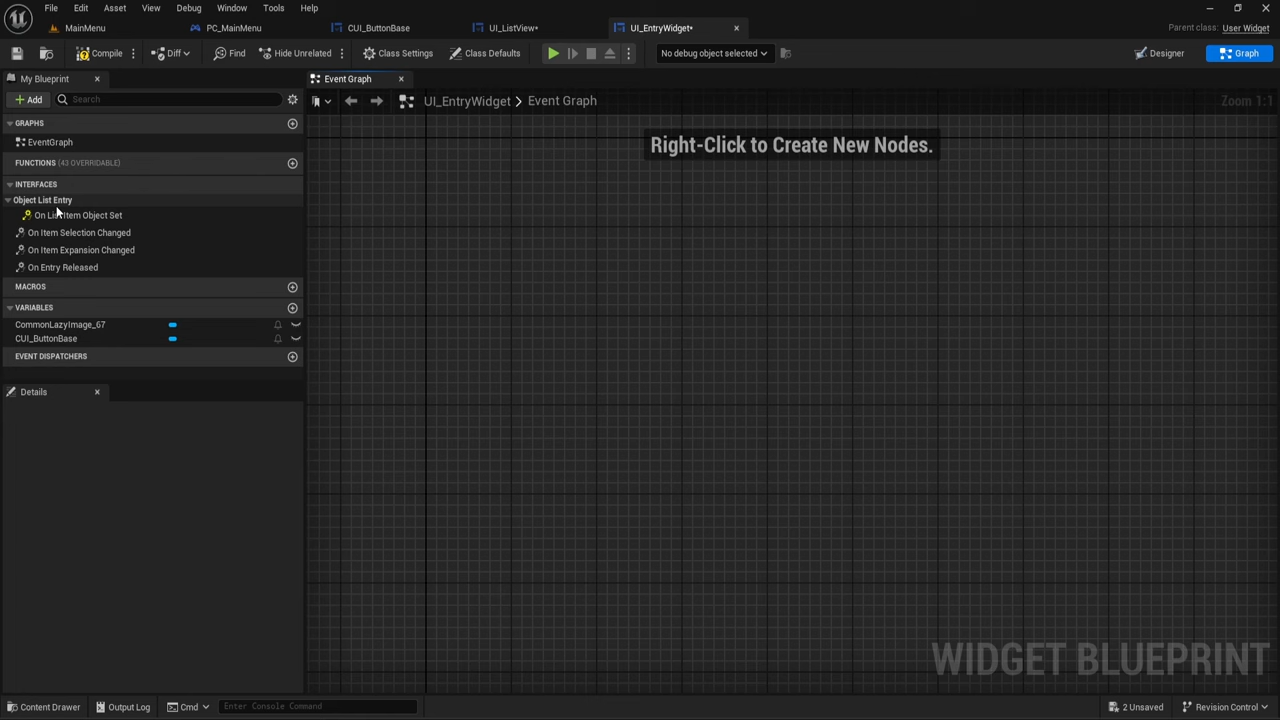 File Edit Asset View Debug Window Tools Help
MainMenu PC_MainMenu CUI_ButtonBase UI_ListView• UI_EntryWidget• Parent class: User Widget
Compile Diff Find Hide Unrelated Class Settings Class Defaults No debug object selected Designer Graph
My Blueprint Event Graph
Add Search UI_EntryWidget > Event Graph Zoom 1:1
GRAPHS
EventGraph Right-Click to Create New Nodes.
FUNCTIONS (43 OVERRIDABLE)
INTERFACES
Object List Entry
On List Item Object Set
On Item Selection Changed
On Item Expansion Changed
On Entry Released
MACROS
VARIABLES
CommonLazyImage_67
CUI_ButtonBase
EVENT DISPATCHERS
Details
WIDGET BLUEPRINT
Content Drawer Output Log Cmd Enter Console Command 2 Unsaved Revision Control